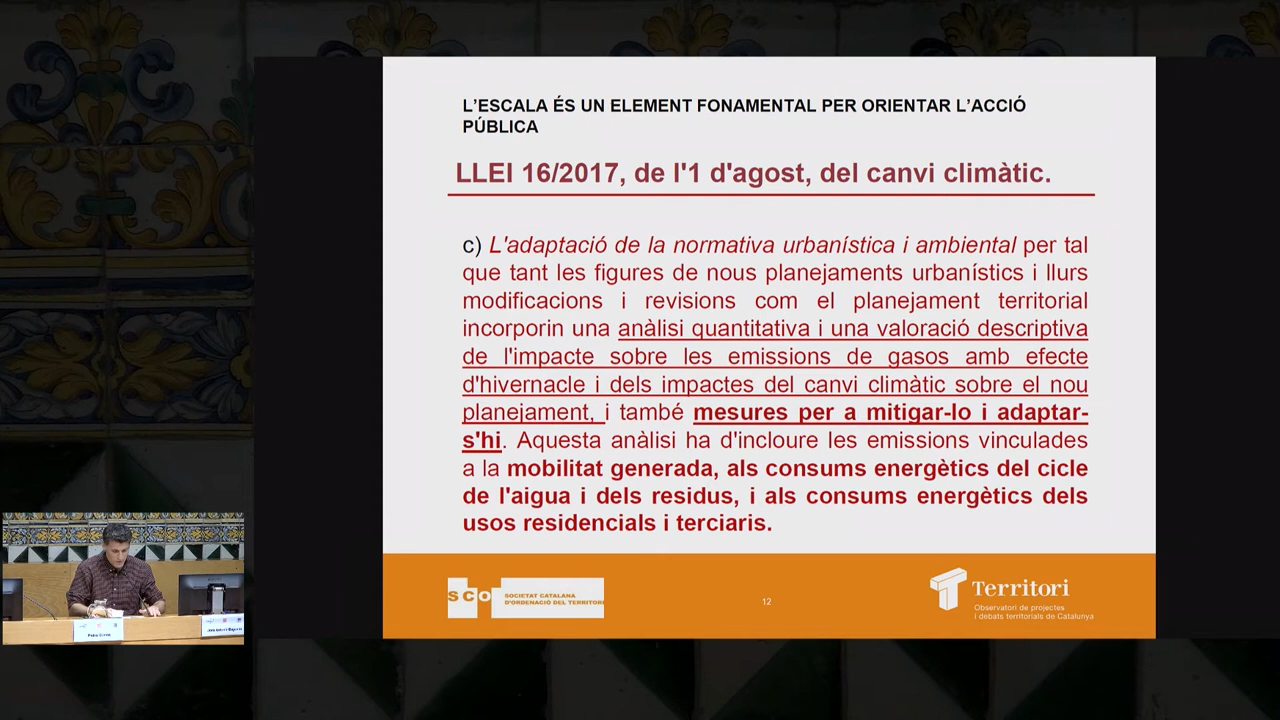 L'ESCALA ÉS UN ELEMENT FONAMENTAL PER ORIENTAR L'ACCIÓ
PÚBLICA
LLEI 16/2017, de l'1 d'agost, del canvi climàtic.
c) L'adaptació de la normativa urbanística i ambiental per tal
que tant les figures de nous planejaments urbanístics i llurs
modificacions i revisions com el planejament territorial
incorporin una anàlisi quantitativa i una valoració descriptiva
de l'impacte sobre les emissions de gasos amb efecte
d'hivernacle i dels impactes del canvi climàtic sobre el nou
planejament, i també mesures per a mitigar-lo i adaptar-
s'hi. Aquesta anàlisi ha d'incloure les emissions vinculades
a la mobilitat generada, als consums energètics del cicle
de l'aigua i dels residus, i als consums energètics dels
usos residencials i terciaris.
sco
SOCIETAT CATALANA
D'ORDENACIÓ DEL TERRITORI
12
Territori
Observatori de projectes
i debats territorials de Catalunya